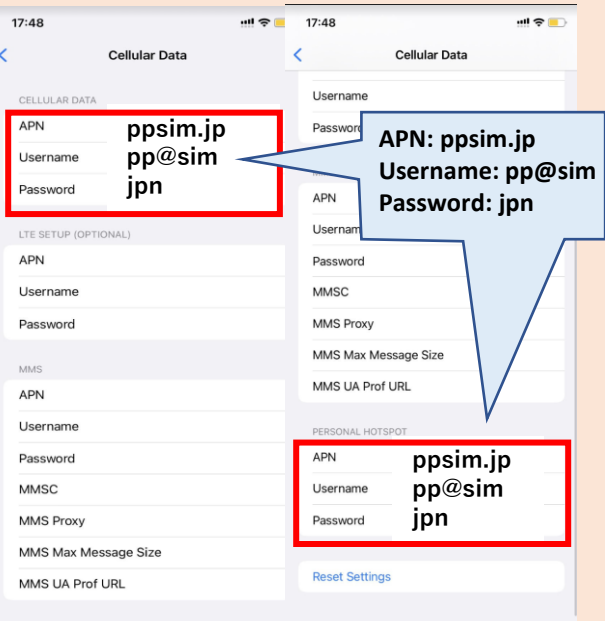 17:48
Cellular Data
CELLULAR DATA
APN ppsim.jp
Username pp@sim
Password jpn
LTE SETUP (OPTIONAL)
APN
Username
Password
MMS
APN
Username
Password
MMSC
MMS Proxy
MMS Max Message Size
MMS UA Prof URL
17:48
Cellular Data
Username
APN: ppsim.jp
Username: pp@sim
Password: jpn
APN
Password
MMSC
MMS Proxy
MMS Max Message Size
MMS UA Prof URL
PERSONAL HOTSPOT
APN ppsim.jp
Username pp@sim
Password jpn
Reset Settings